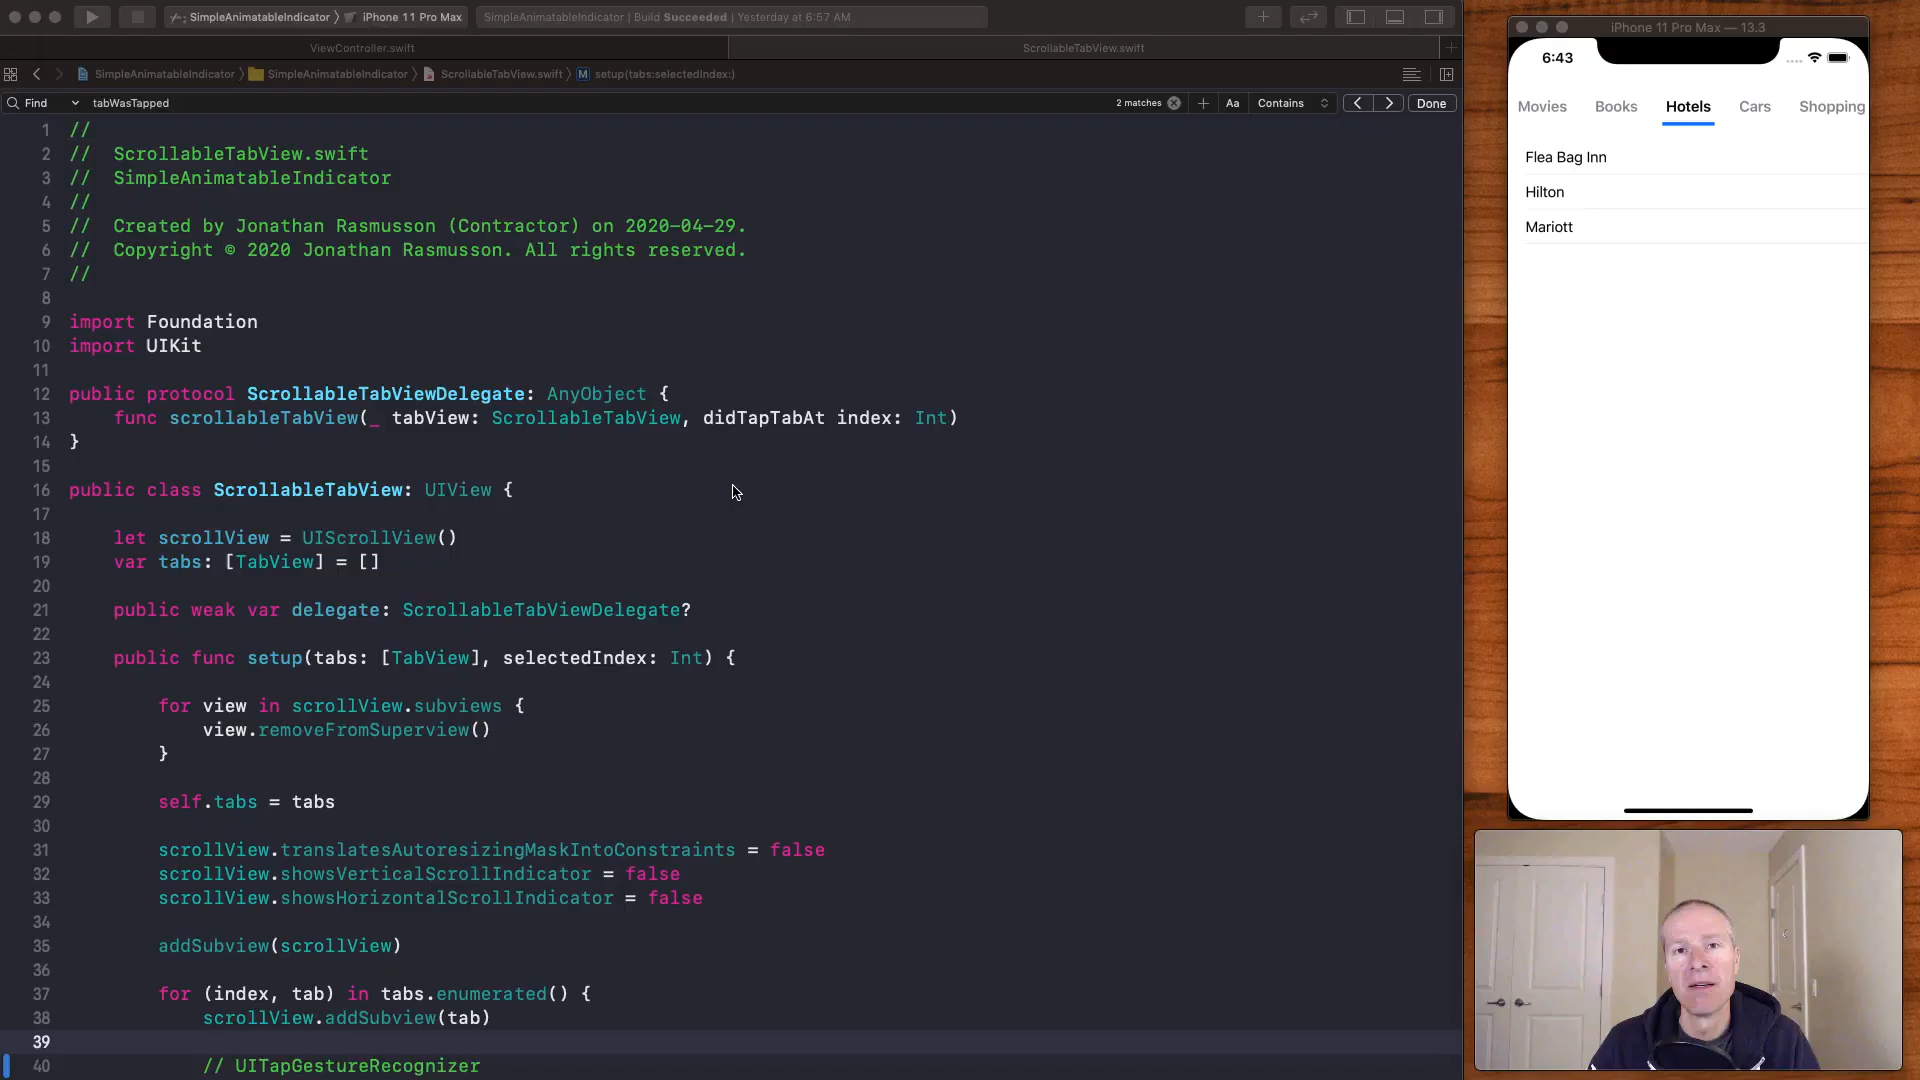 SimpleAnimatableIndicator
iPhone 11 Pro Max
SimpleAnimatableIndicator | Build Succeeded | Yesterday at 6:57 AM
ViewController.swift
ScrollableTabView.swift
SimpleAnimatableIndicator
SimpleAnimatableIndicator
ScrollableTabView.swift
M
setup(tabs:selectedIndex:)
Find
tabWasTapped
2 matches
Aa
Contains
Done
1 //
2 //  ScrollableTabView.swift
3 //  SimpleAnimatableIndicator
4 //
5 //  Created by Jonathan Rasmusson (Contractor) on 2020-04-29.
6 //  Copyright © 2020 Jonathan Rasmusson. All rights reserved.
7 //
8
9 import Foundation
10 import UIKit
11
12 public protocol ScrollableTabViewDelegate: AnyObject {
13     func scrollableTabView(_ tabView: ScrollableTabView, didTapTabAt index: Int)
14 }
15
16 public class ScrollableTabView: UIView {
17
18     let scrollView = UIScrollView()
19     var tabs: [TabView] = []
20
21     public weak var delegate: ScrollableTabViewDelegate?
22
23     public func setup(tabs: [TabView], selectedIndex: Int) {
24
25         for view in scrollView.subviews {
26             view.removeFromSuperview()
27         }
28
29         self.tabs = tabs
30
31         scrollView.translatesAutoresizingMaskIntoConstraints = false
32         scrollView.showsVerticalScrollIndicator = false
33         scrollView.showsHorizontalScrollIndicator = false
34
35         addSubview(scrollView)
36
37         for (index, tab) in tabs.enumerated() {
38             scrollView.addSubview(tab)
39
40             // UITapGestureRecognizer
iPhone 11 Pro Max — 13.3
6:43
Movies Books Hotels Cars Shopping
Flea Bag Inn
Hilton
Mariott